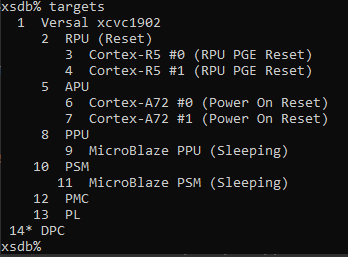 xsdb% targets
  1  Versal xcvc1902
     2  RPU (Reset)
        3  Cortex-R5 #0 (RPU PGE Reset)
        4  Cortex-R5 #1 (RPU PGE Reset)
     5  APU
        6  Cortex-A72 #0 (Power On Reset)
        7  Cortex-A72 #1 (Power On Reset)
     8  PPU
        9  MicroBlaze PPU (Sleeping)
    10  PSM
       11  MicroBlaze PSM (Sleeping)
    12  PMC
    13  PL
 14* DPC
xsdb%